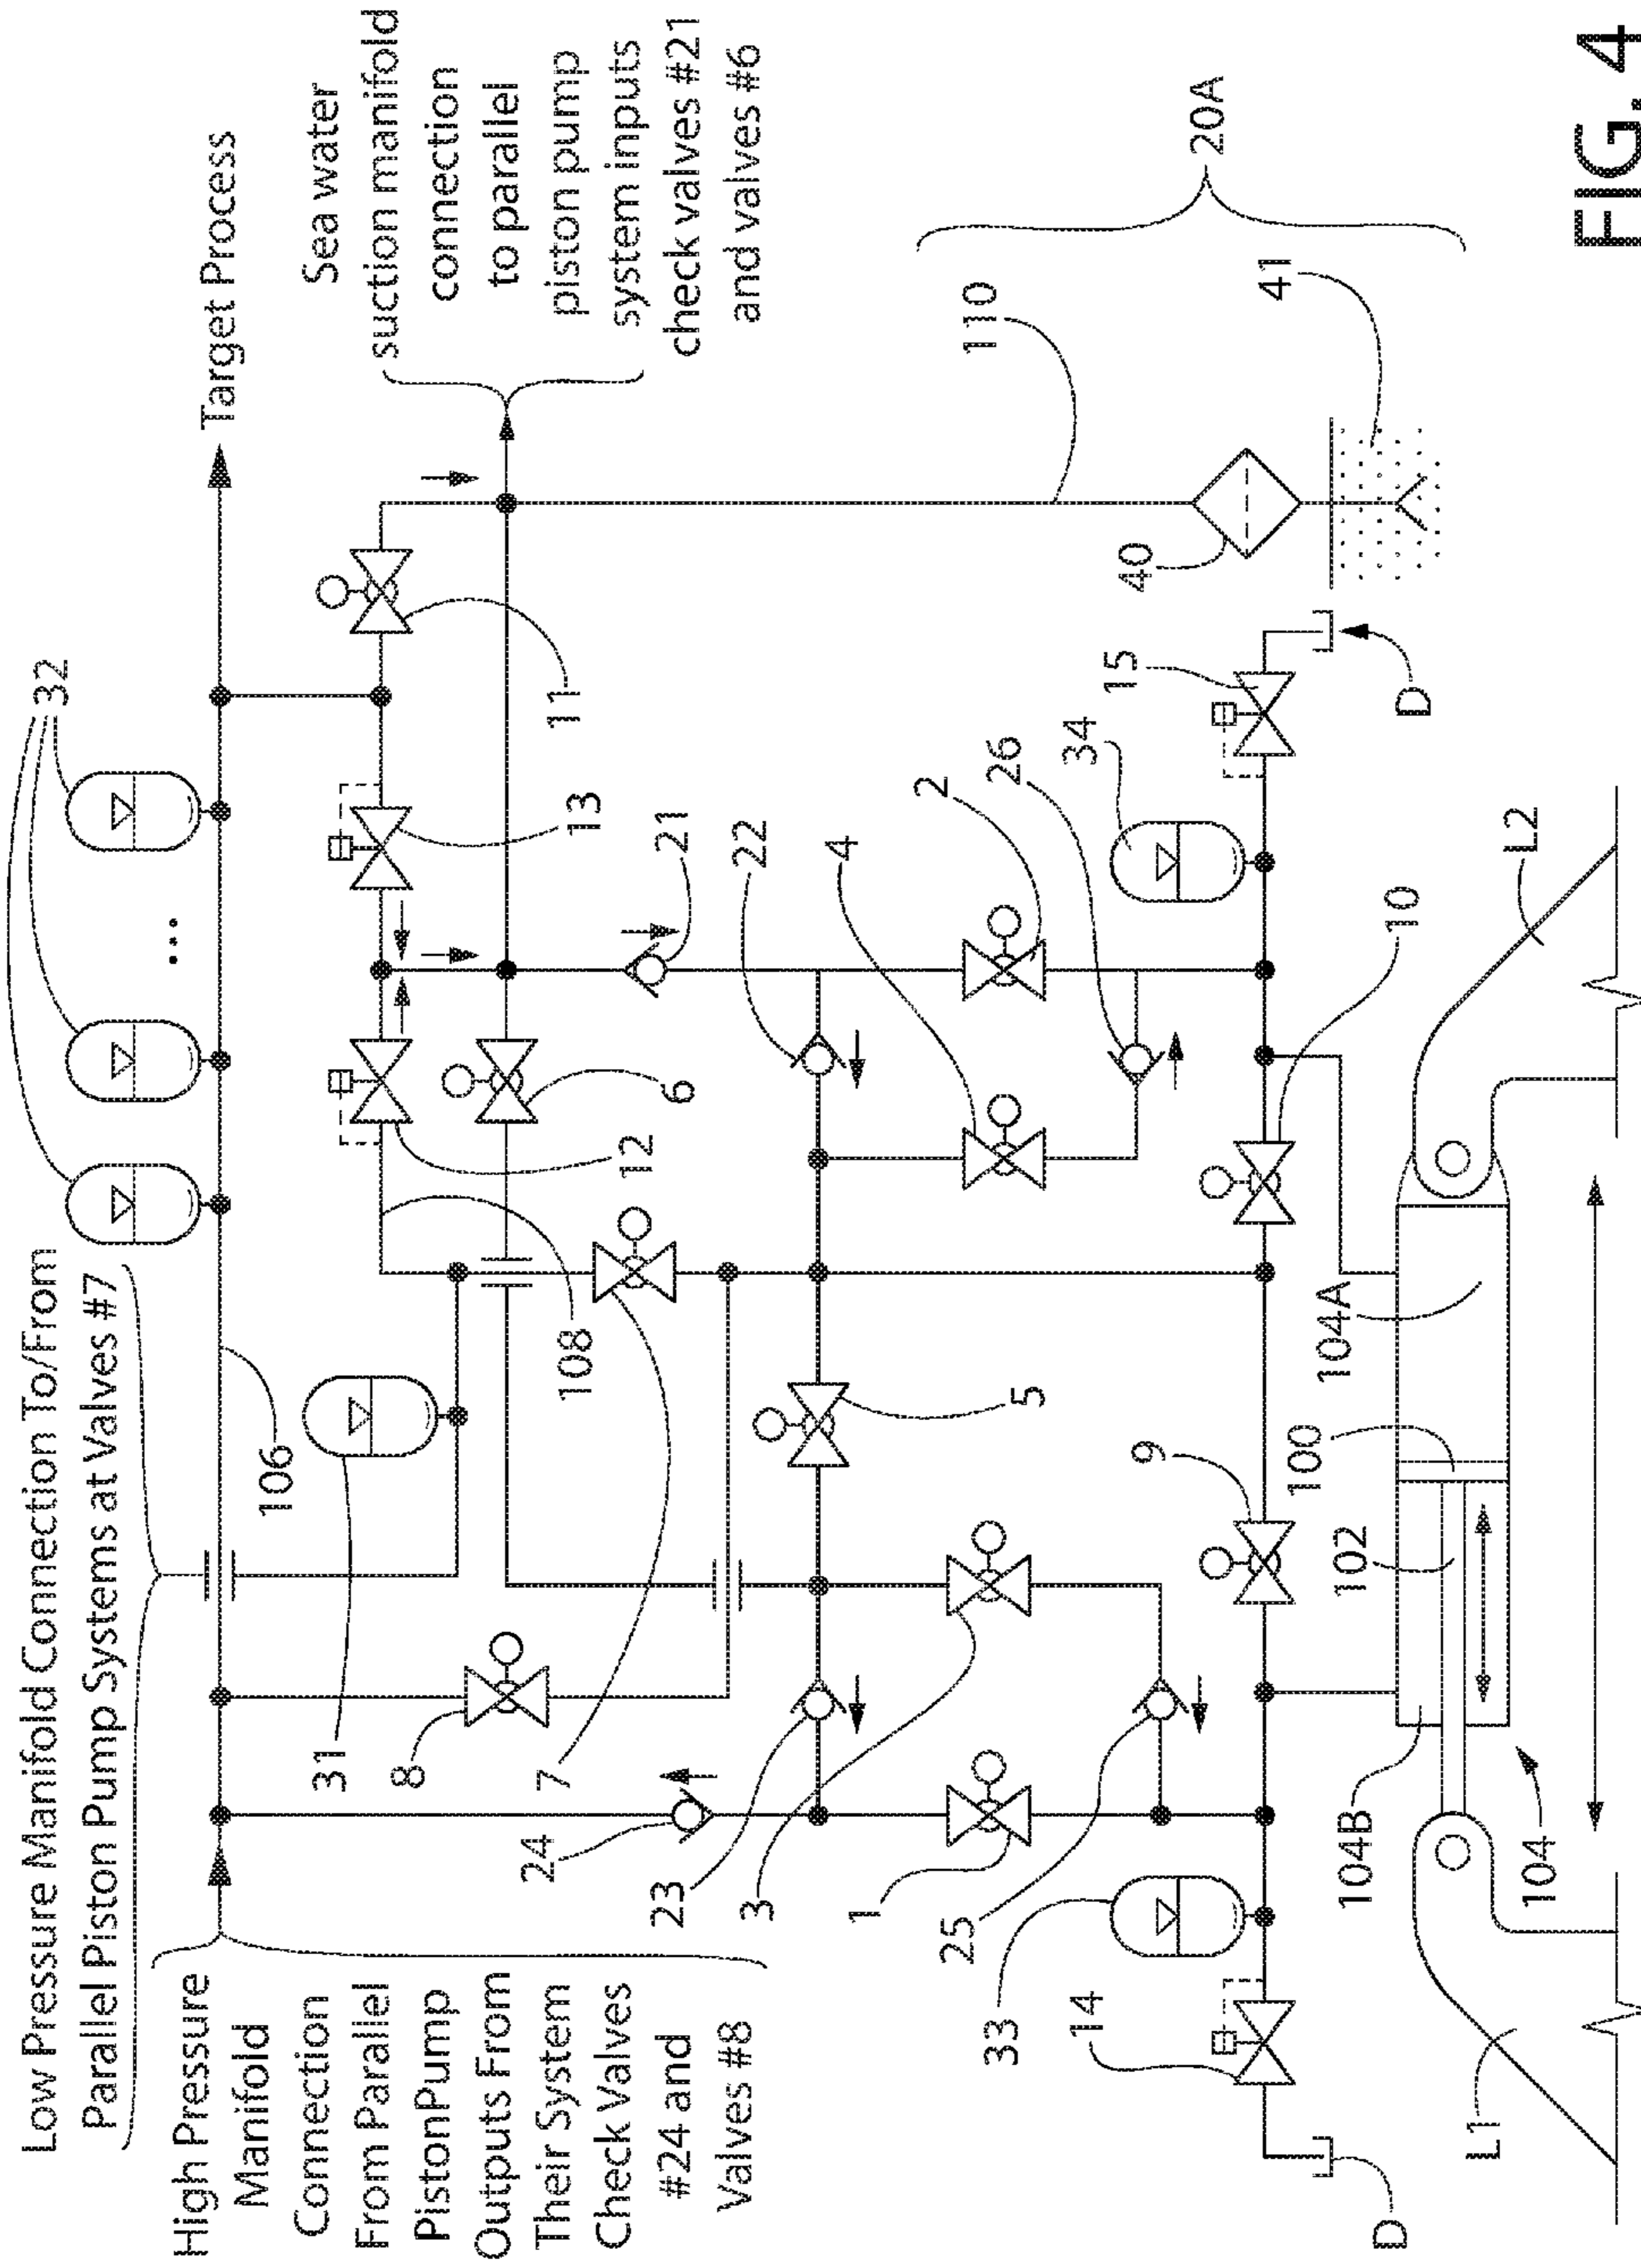 Low Pressure Manifold Connection To/From
Parallel Piston Pump Systems at Valves #7
High Pressure
Manifold
Connection
From Parallel
PistonPump
Outputs From
Their System
Check Valves
#24 and
Valves #8
32
...
Target Process
Sea water
suction manifold
connection
to parallel
piston pump
system inputs
check valves #21
and valves #6
106
31
8
7
108
12
6
13
11
24
23
3
1
25
5
9
21
22
4
2
26
10
33
14
34
15
110
40
41
20A
D
D
L1
L2
104
104B
102
100
104A
FIG. 4